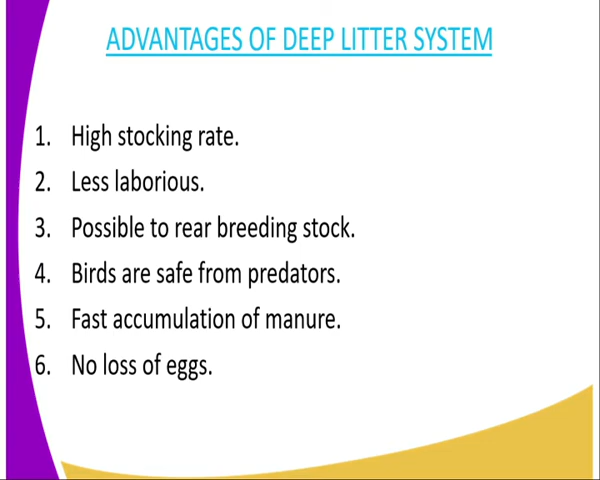 ADVANTAGES OF DEEP LITTER SYSTEM
1. High stocking rate.
2. Less laborious.
3. Possible to rear breeding stock.
4. Birds are safe from predators.
5. Fast accumulation of manure.
6. No loss of eggs.